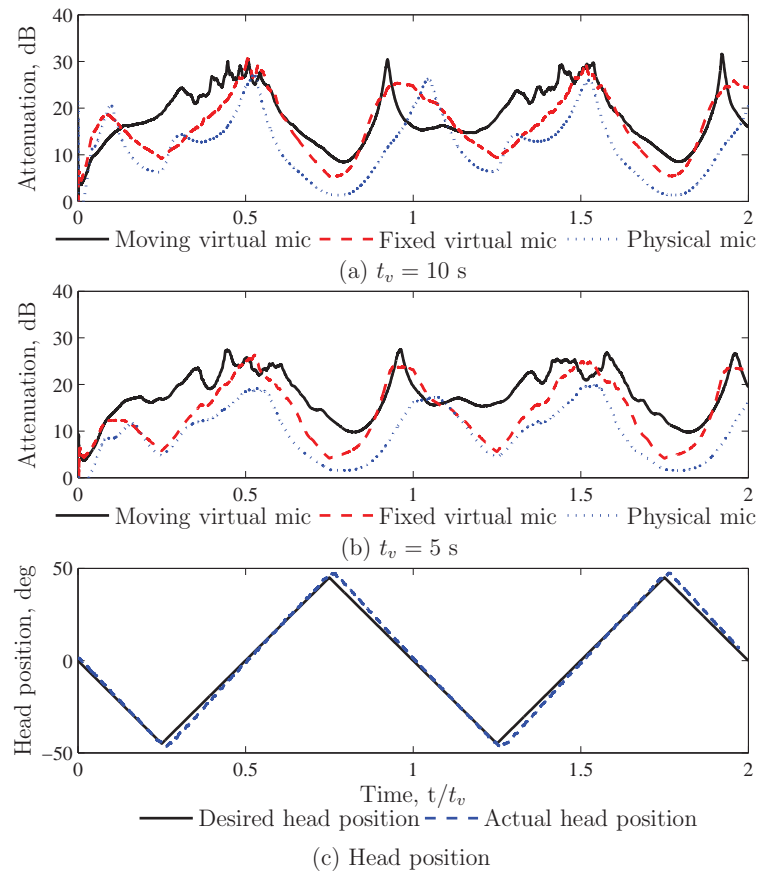 Attenuation, dB
40
30
20
10
0
0
0.5
1
1.5
2
Moving virtual mic
Fixed virtual mic
Physical mic
(a) tᵥ = 10 s
Attenuation, dB
40
30
20
10
0
0
0.5
1
1.5
2
Moving virtual mic
Fixed virtual mic
Physical mic
(b) tᵥ = 5 s
Head position, deg
50
0
−50
0
0.5
1
1.5
2
Time, t/tᵥ
Desired head position
Actual head position
(c) Head position